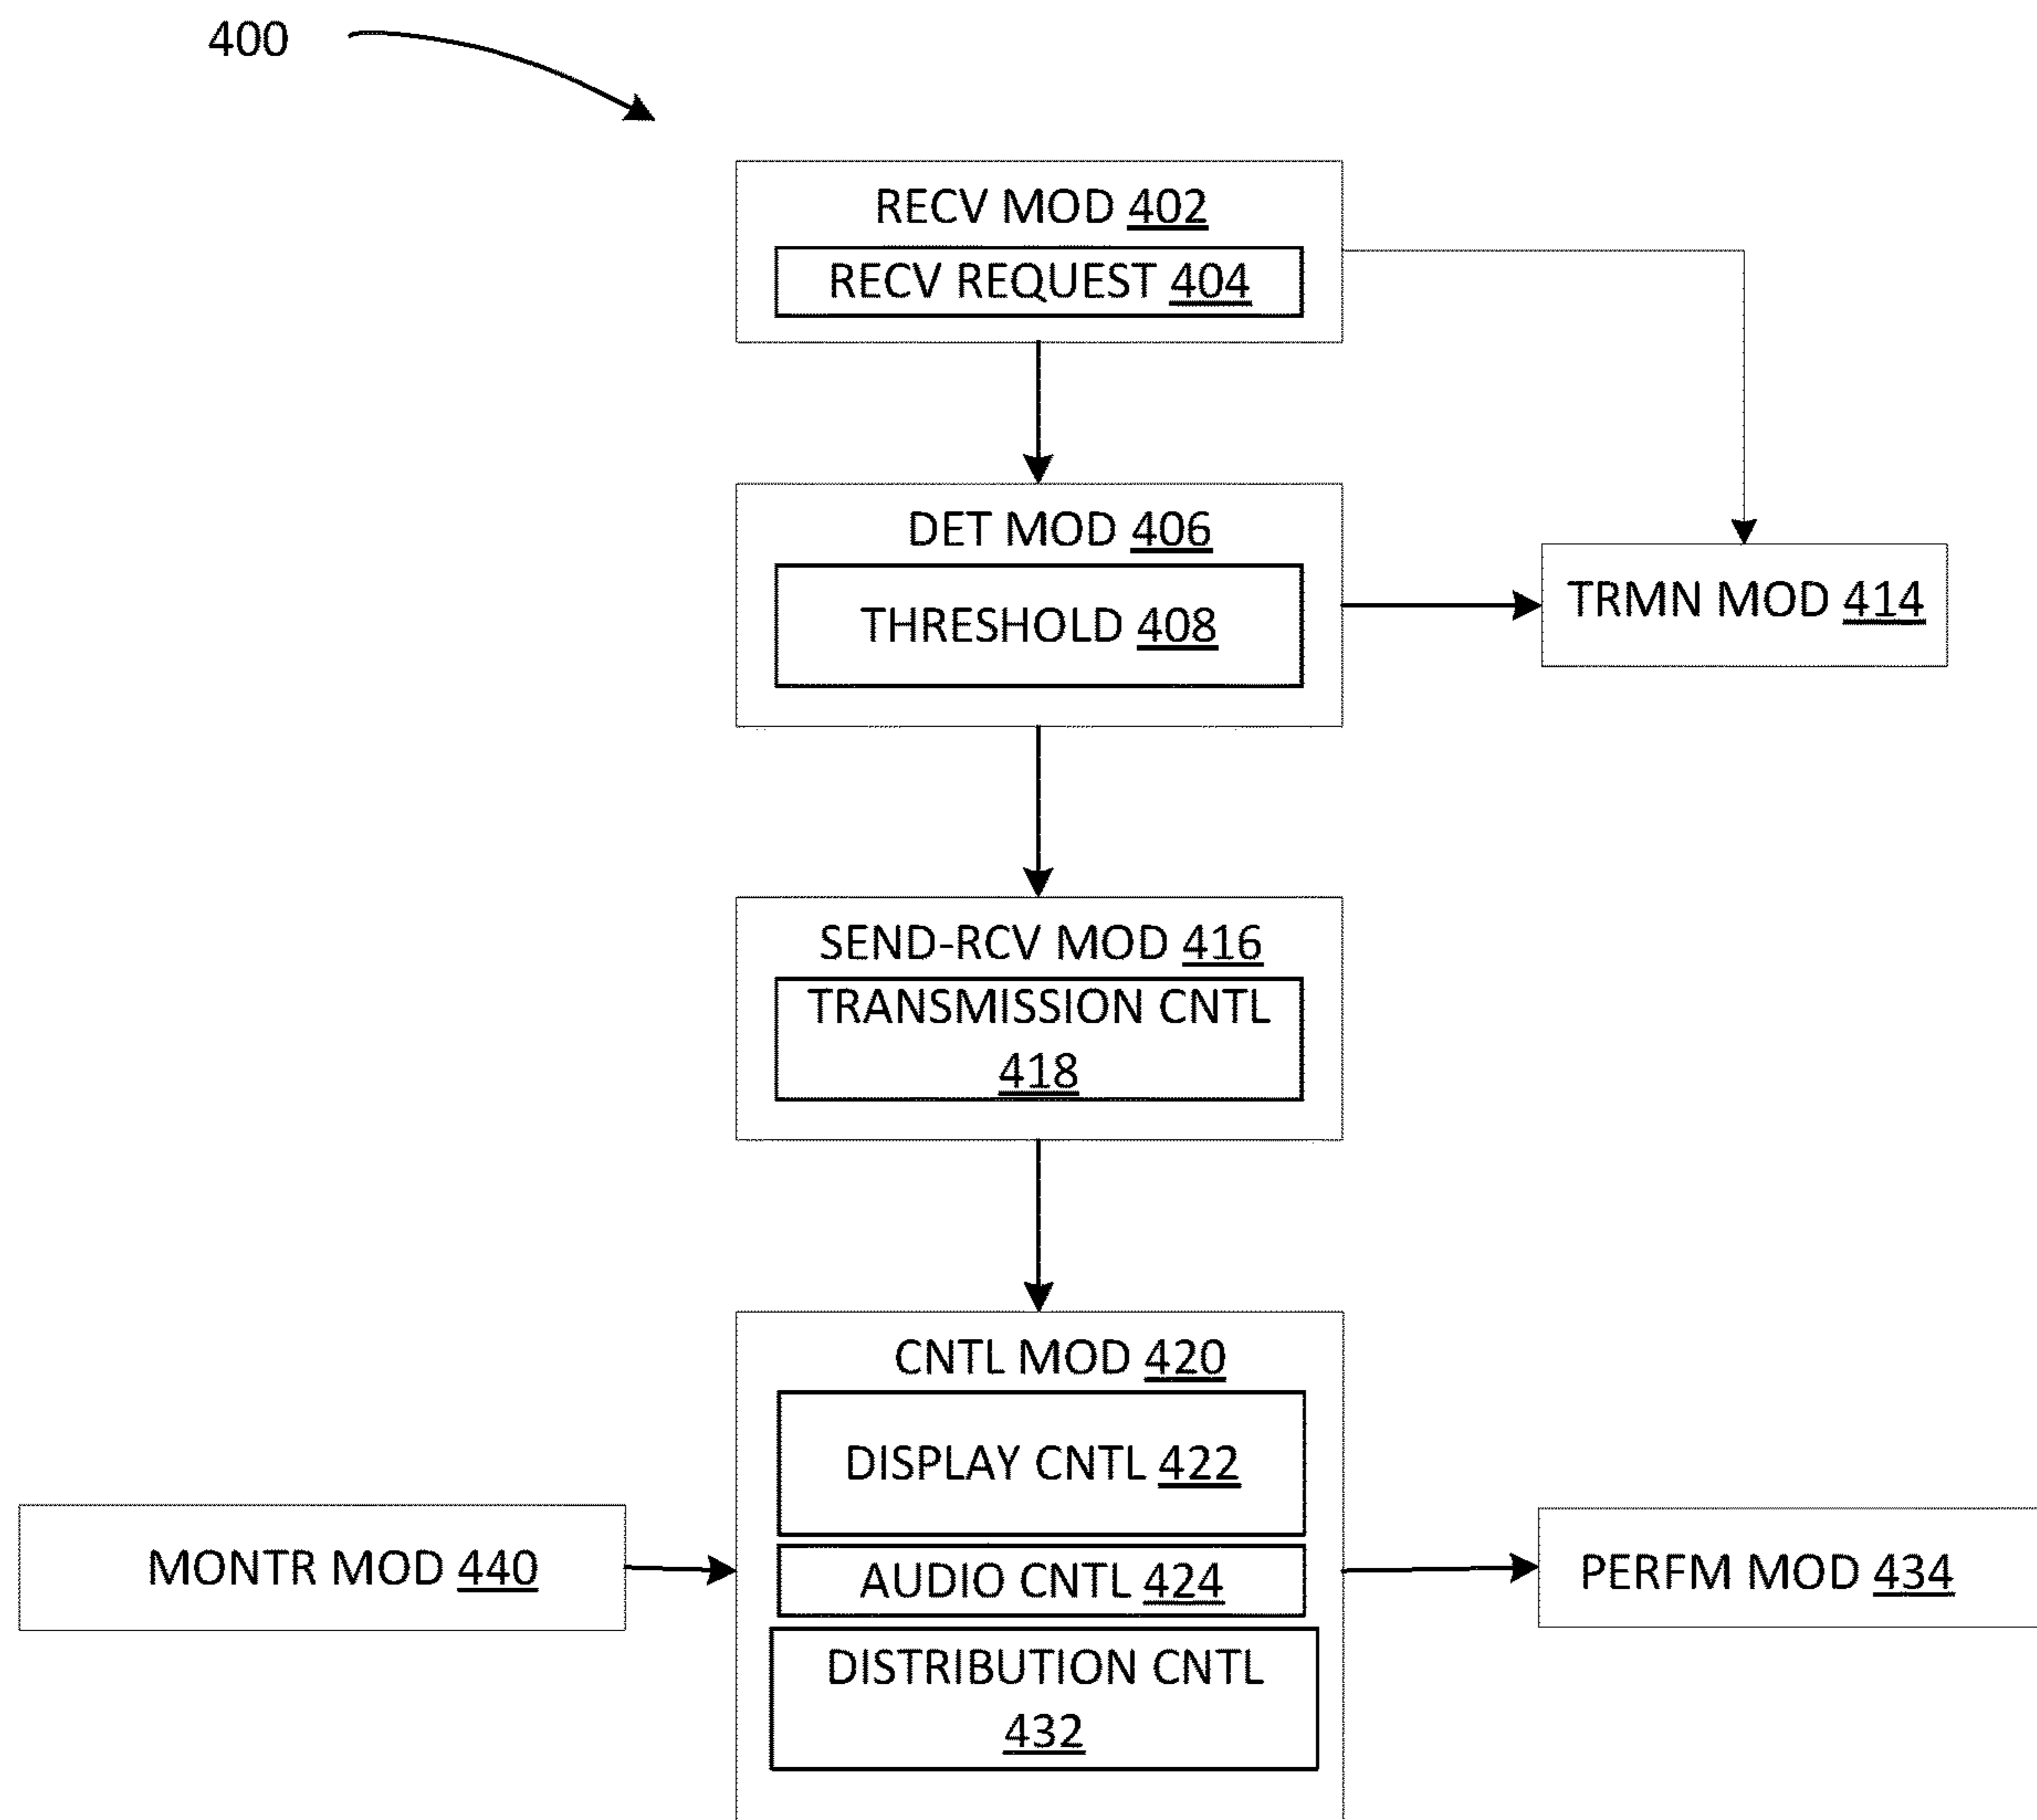 400
RECV MOD 402
RECV REQUEST 404
DET MOD 406
THRESHOLD 408
TRMN MOD 414
SEND-RCV MOD 416
TRANSMISSION CNTL
418
CNTL MOD 420
DISPLAY CNTL 422
MONTR MOD 440
AUDIO CNTL 424
PERFM MOD 434
DISTRIBUTION CNTL
432